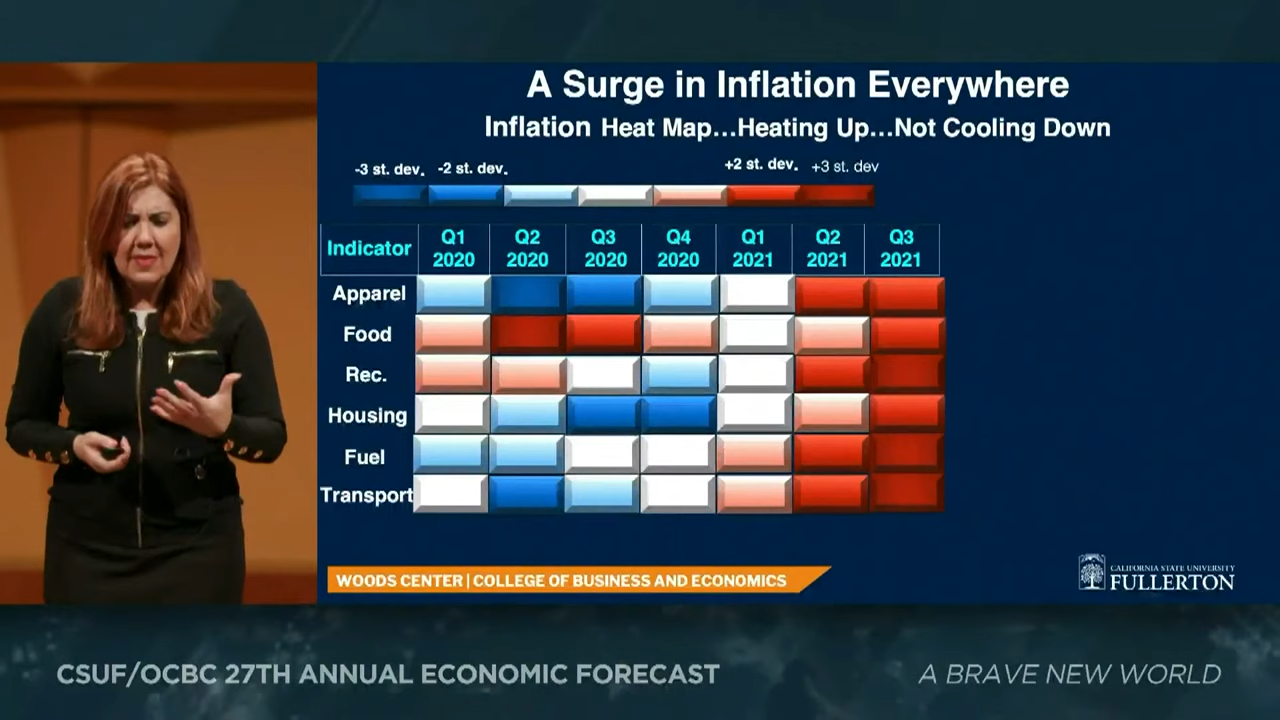 A Surge in Inflation Everywhere
Inflation Heat Map...Heating Up...Not Cooling Down
-3 st. dev. -2 st. dev. +2 st. dev. +3 st. dev
Indicator Q1 2020 Q2 2020 Q3 2020 Q4 2020 Q1 2021 Q2 2021 Q3 2021
Apparel
Food
Rec.
Housing
Fuel
Transport
WOODS CENTER | COLLEGE OF BUSINESS AND ECONOMICS
CALIFORNIA STATE UNIVERSITY
FULLERTON
CSUF/OCBC 27TH ANNUAL ECONOMIC FORECAST
A BRAVE NEW WORLD